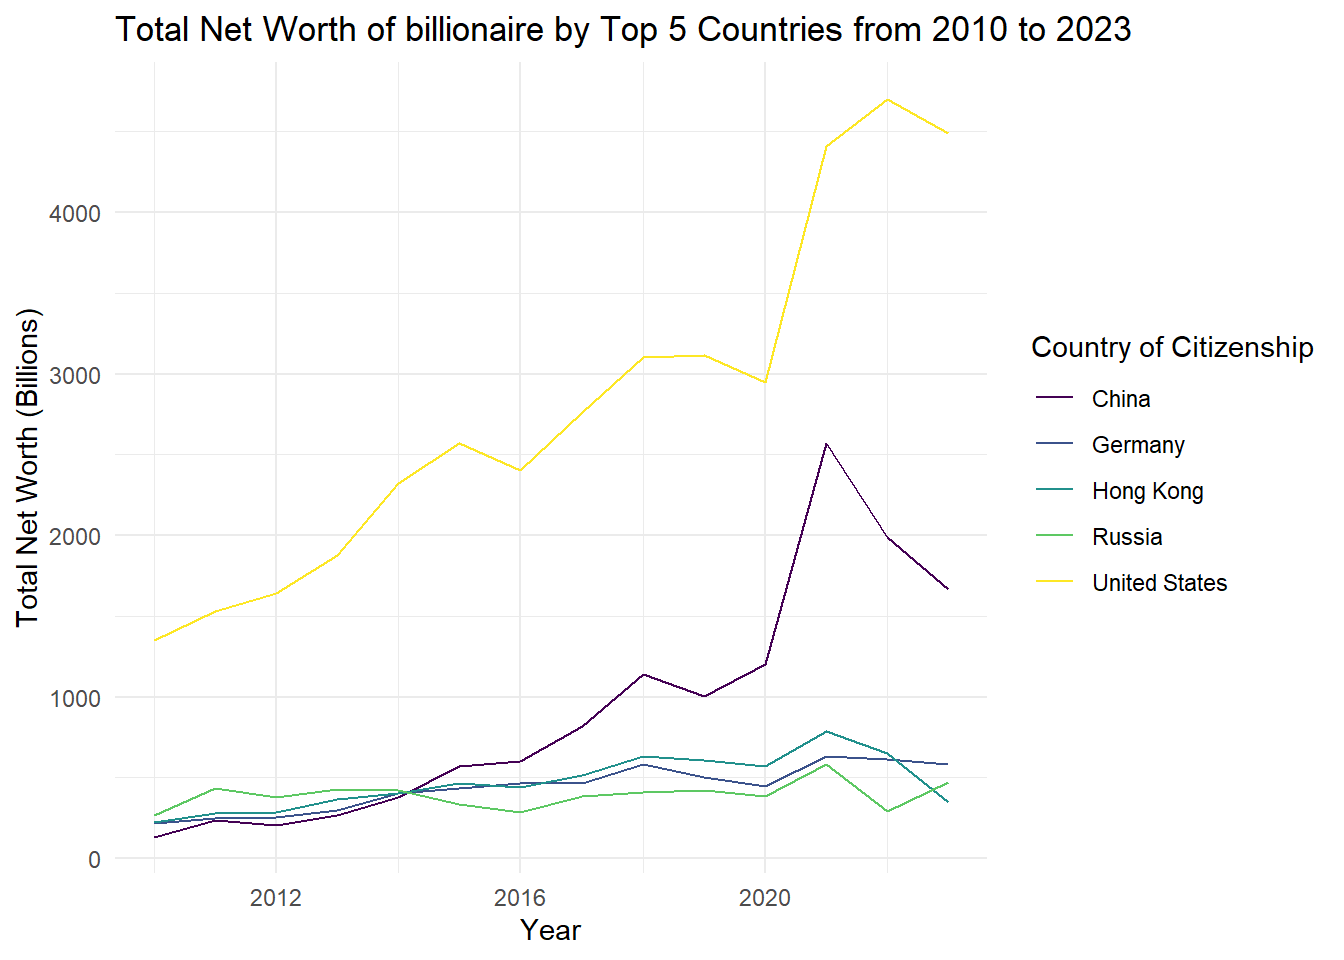 Total Net Worth of billionaire by Top 5 Countries from 2010 to 2023
Total Net Worth (Billions)
4000
3000
2000
1000
0
2012
2016
2020
Year
Country of Citizenship
China
Germany
Hong Kong
Russia
United States